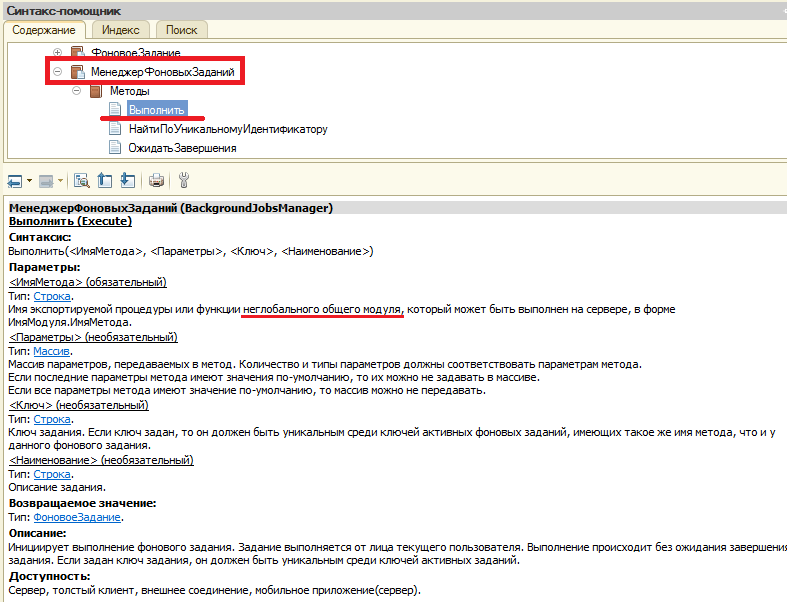 Синтакс-помощник
Содержание Индекс Поиск
ФоновоеЗадание
МенеджерФоновыхЗаданий
Методы
Выполнить
НайтиПоУникальномуИдентификатору
ОжидатьЗавершения
МенеджерФоновыхЗаданий (BackgroundJobsManager)
Выполнить (Execute)
Синтаксис:
Выполнить(<ИмяМетода>, <Параметры>, <Ключ>, <Наименование>)
Параметры:
<ИмяМетода> (обязательный)
Тип: Строка.
Имя экспортируемой процедуры или функции неглобального общего модуля, который может быть выполнен на сервере, в форме
ИмяМодуля.ИмяМетода.
<Параметры> (необязательный)
Тип: Массив.
Массив параметров, передаваемых в метод. Количество и типы параметров должны соответствовать параметрам метода.
Если последние параметры метода имеют значения по-умолчанию, то их можно не задавать в массиве.
Если все параметры метода имеют значение по-умолчанию, то массив можно не передавать.
<Ключ> (необязательный)
Тип: Строка.
Ключ задания. Если ключ задан, то он должен быть уникальным среди ключей активных фоновых заданий, имеющих такое же имя метода, что и у
данного фонового задания.
<Наименование> (необязательный)
Тип: Строка.
Описание задания.
Возвращаемое значение:
Тип: ФоновоеЗадание.
Описание:
Инициирует выполнение фонового задания. Задание выполняется от лица текущего пользователя. Выполнение происходит без ожидания завершения
задания. Если задан ключ задания, он должен быть уникальным среди ключей активных заданий.
Доступность:
Сервер, толстый клиент, внешнее соединение, мобильное приложение(сервер).